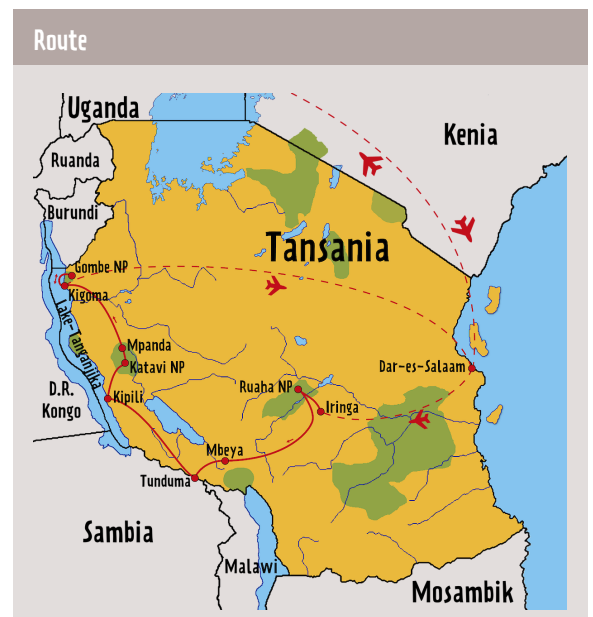 Route
Uganda
Kenia
Ruanda
Burundi
Tansania
Gombe NP
Kigoma
Lake-Tanganjika
Mpanda
Katavi NP
Dar-es-Salaam
D.R.
Kongo
Kipili
Ruaha NP
Iringa
Mbeya
Tunduma
Sambia
Malawi
Mosambik